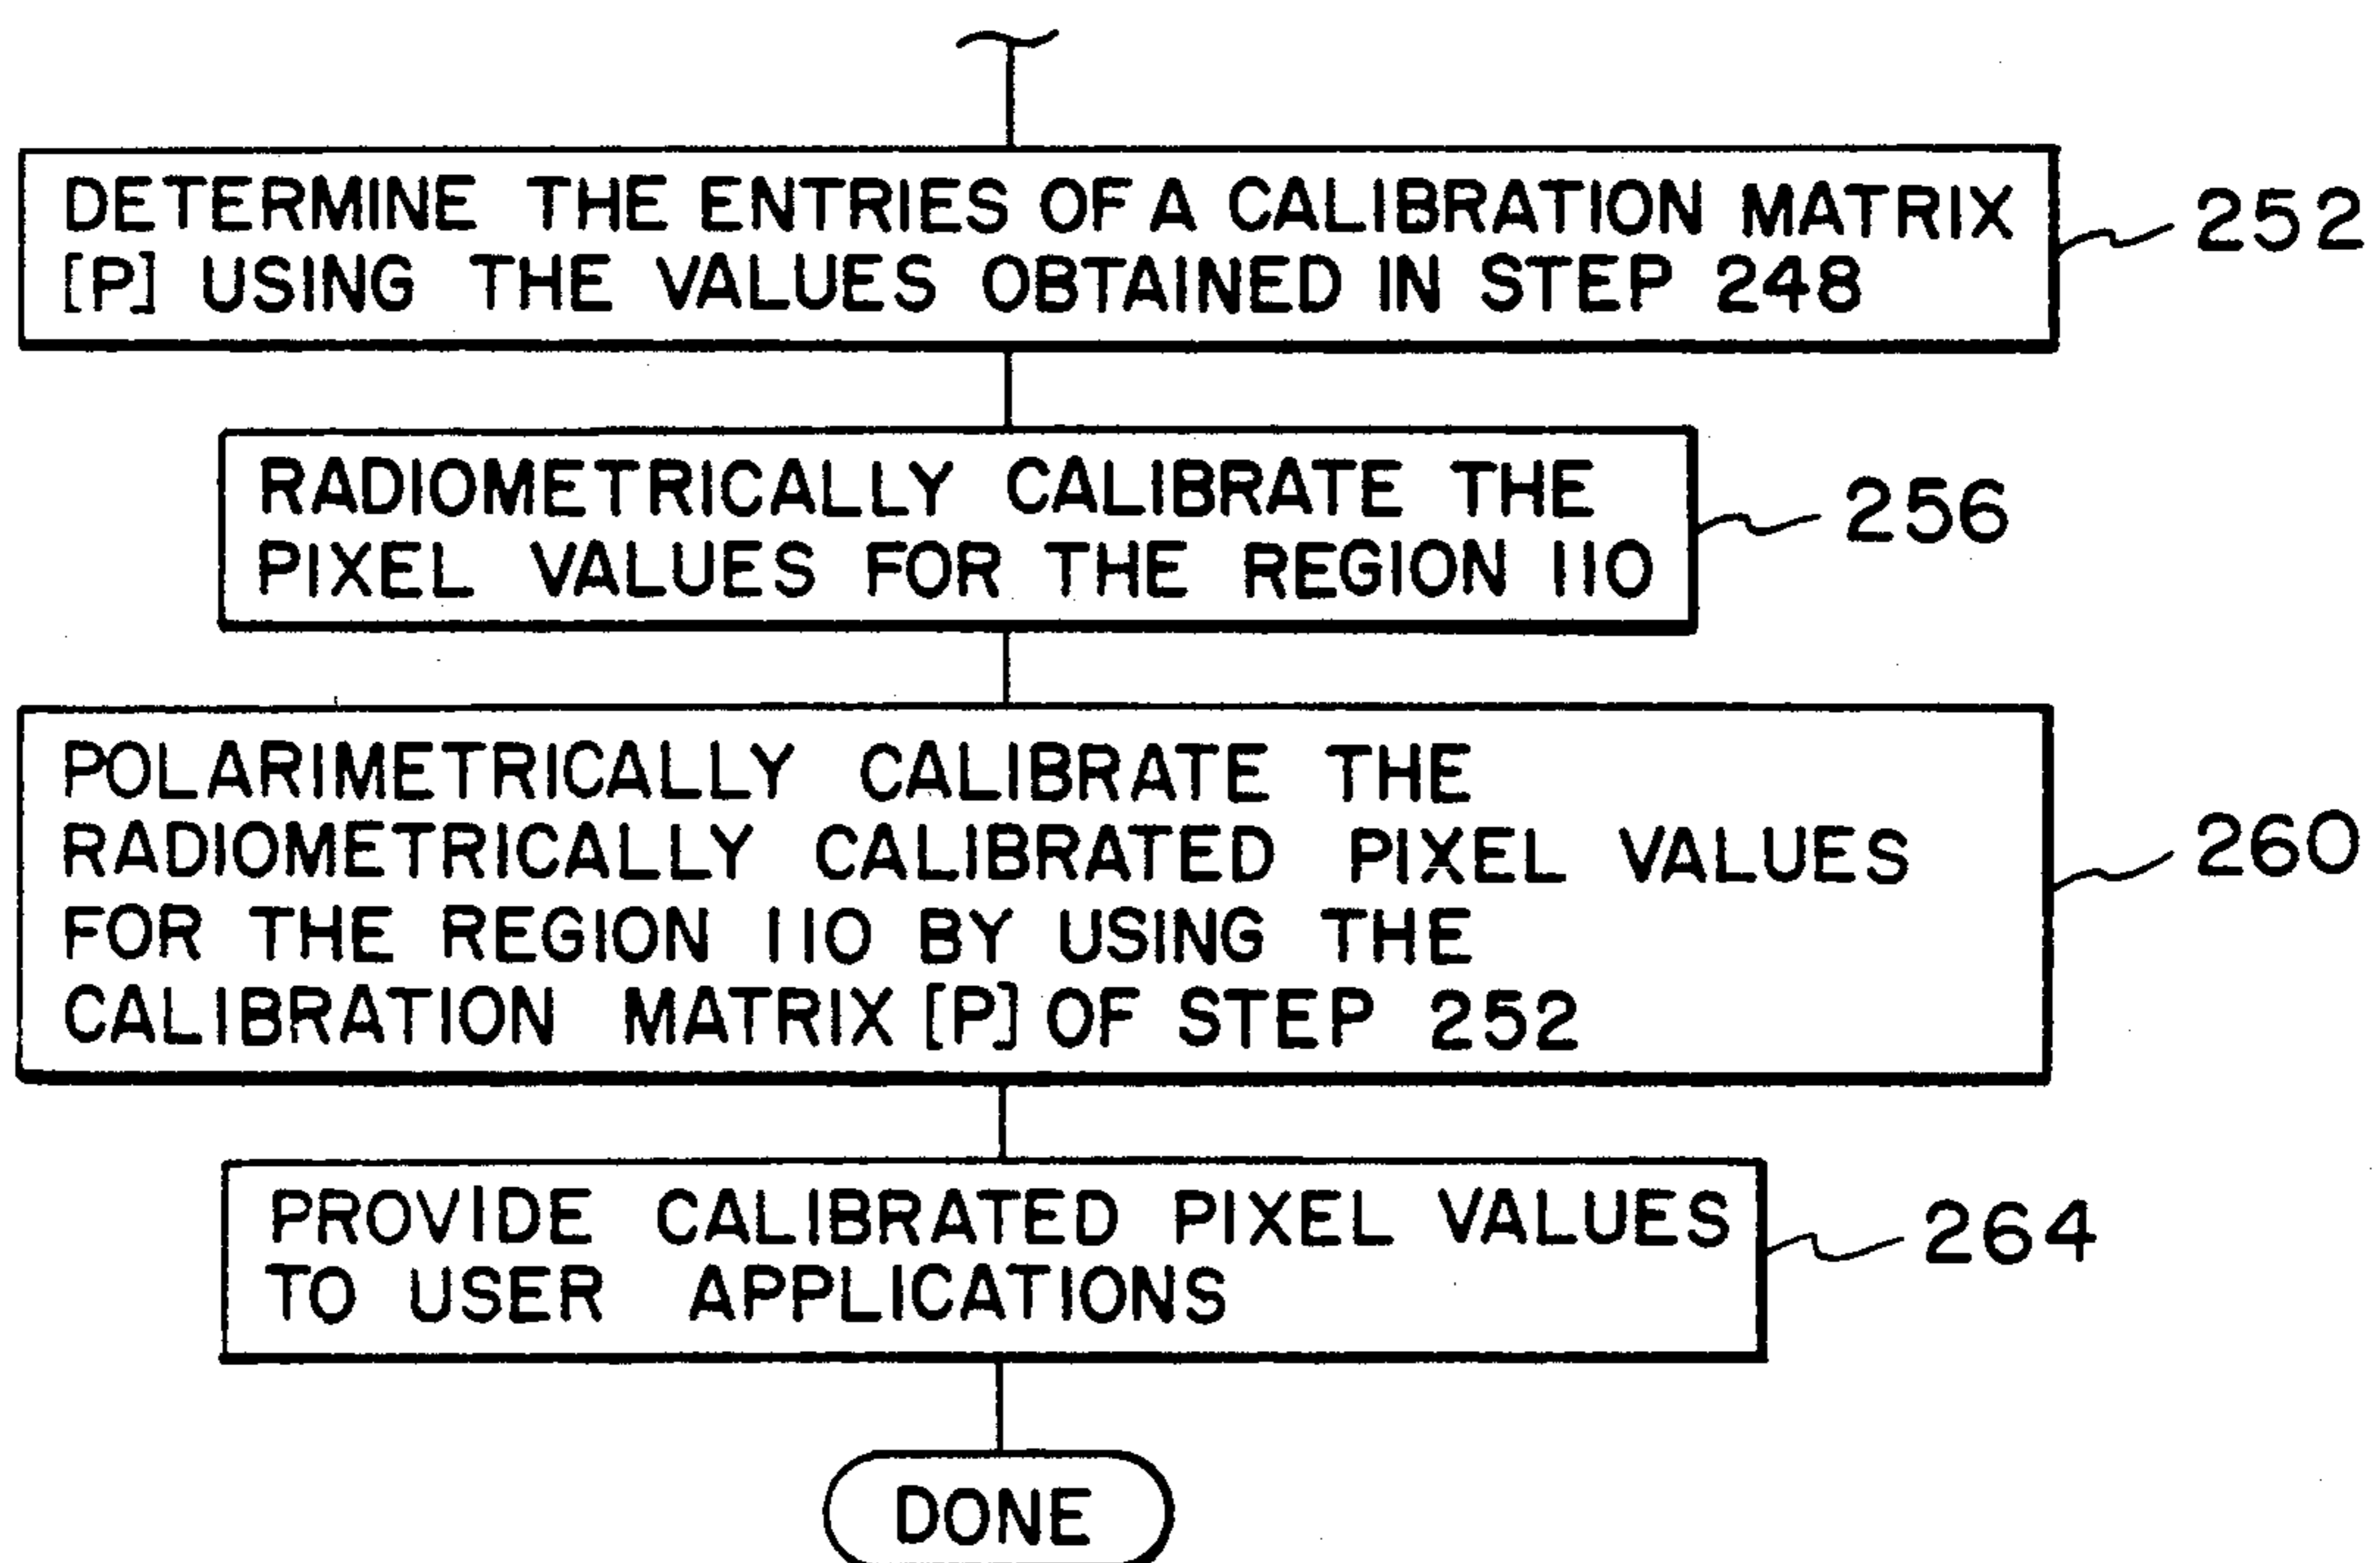 DETERMINE THE ENTRIES OF A CALIBRATION MATRIX
[P] USING THE VALUES OBTAINED IN STEP 248
252
RADIOMETRICALLY CALIBRATE THE
PIXEL VALUES FOR THE REGION 110
256
POLARIMETRICALLY CALIBRATE THE
RADIOMETRICALLY CALIBRATED PIXEL VALUES
FOR THE REGION 110 BY USING THE
CALIBRATION MATRIX [P] OF STEP 252
260
PROVIDE CALIBRATED PIXEL VALUES
TO USER APPLICATIONS
264
DONE